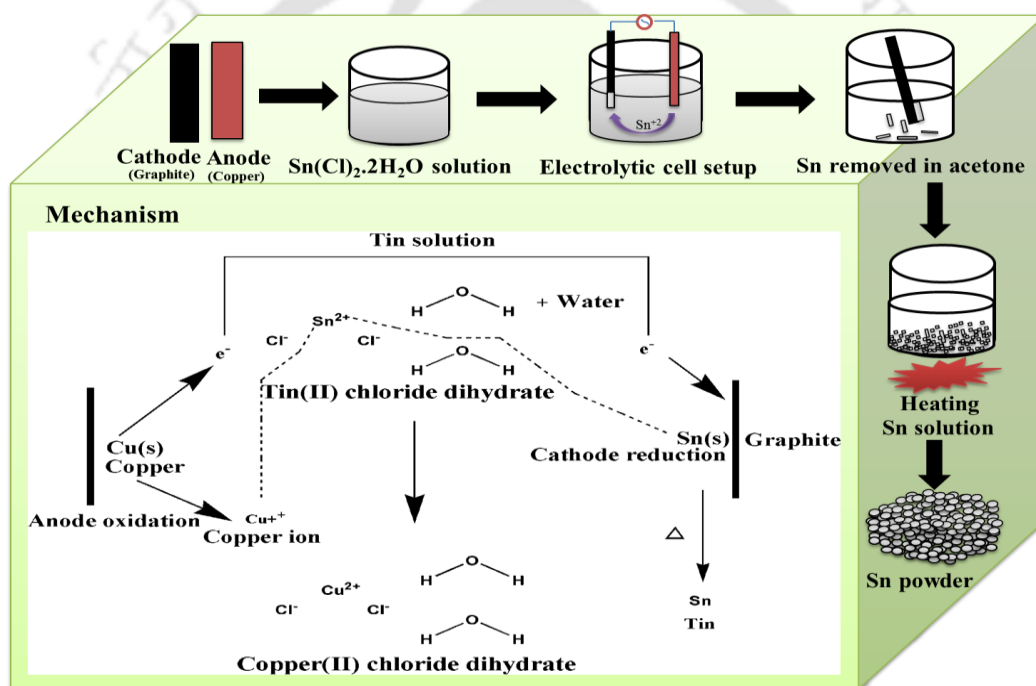 Cathode
(Graphite)
Anode
(Copper)
Sn(Cl)₂.2H₂O solution
Sn⁺²
Electrolytic cell setup
Sn removed in acetone
Heating
Sn solution
Sn powder
Mechanism
Tin solution
H O H
+ Water
Sn²⁺
Cl⁻ Cl⁻
e⁻
e⁻
H O H
Tin(II) chloride dihydrate
Cu(s)
Copper
Sn(s)
Graphite
Cathode reduction
Anode oxidation
Cu+⁺
Copper ion
△
H O H
Cu²⁺
Cl⁻ Cl⁻
H O H
Copper(II) chloride dihydrate
Sn
Tin